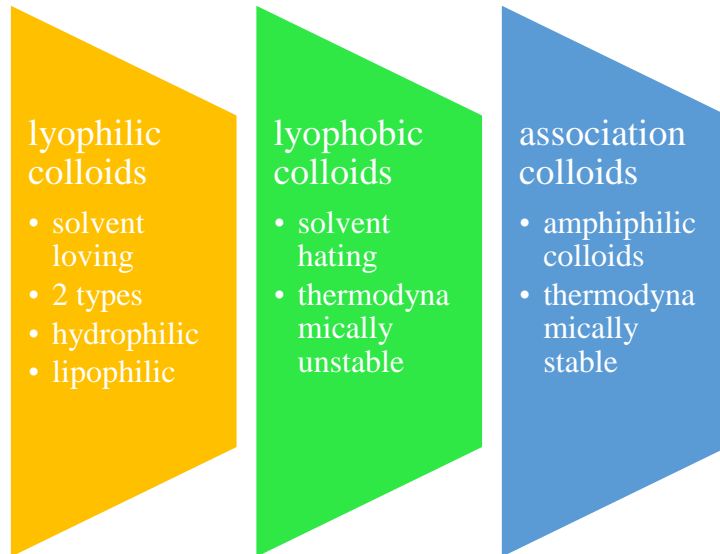 lyophilic
colloids
• solvent
loving
• 2 types
• hydrophilic
• lipophilic
lyophobic
colloids
• solvent
hating
• thermodyna
mically
unstable
association
colloids
• amphiphilic
colloids
• thermodyna
mically
stable